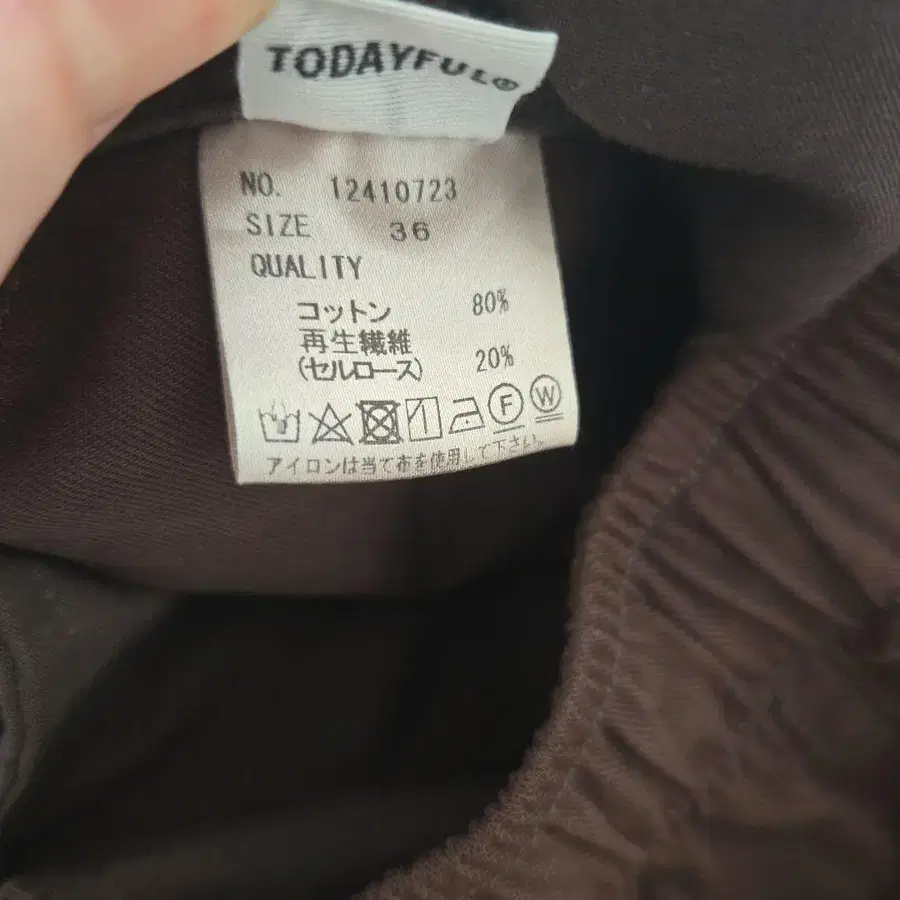 TODAYFUL®
NO. 12410723
SIZE 36
QUALITY
コットン 80%
再生繊維
(セルロース) 20%
F W
アイロンは当て布を使用して下さい。